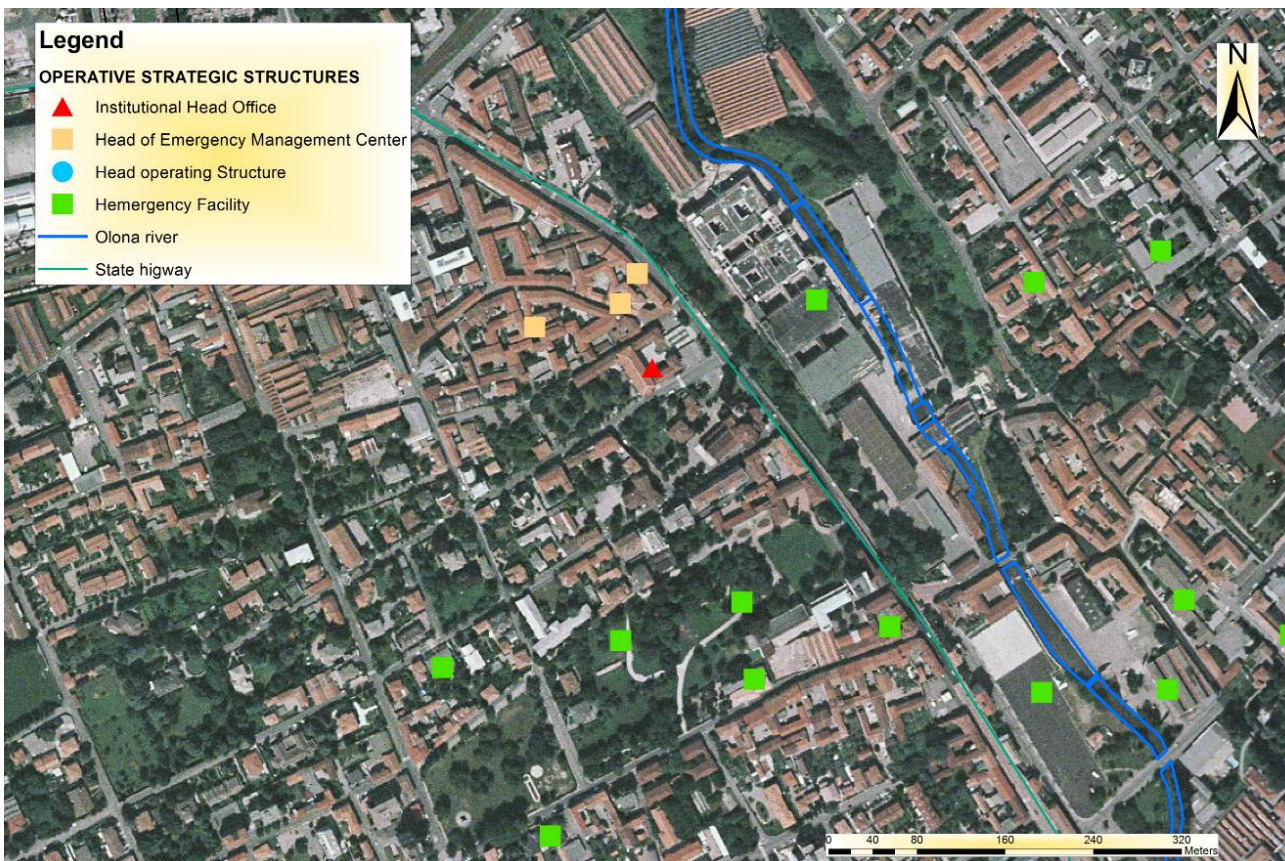 Legend
OPERATIVE STRATEGIC STRUCTURES
Institutional Head Office
Head of Emergency Management Center
Head operating Structure
Hemergency Facility
Olona river
State higway
N
0 40 80 160 240 320
Meters